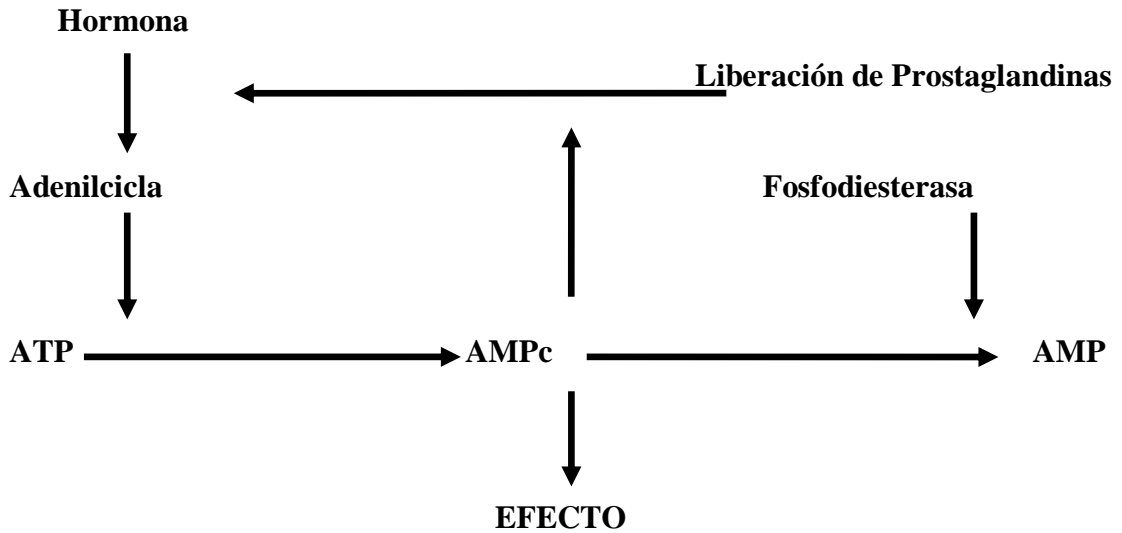 Hormona
Liberación de Prostaglandinas
Adenilcicla
Fosfodiesterasa
ATP
AMPc
AMP
EFECTO